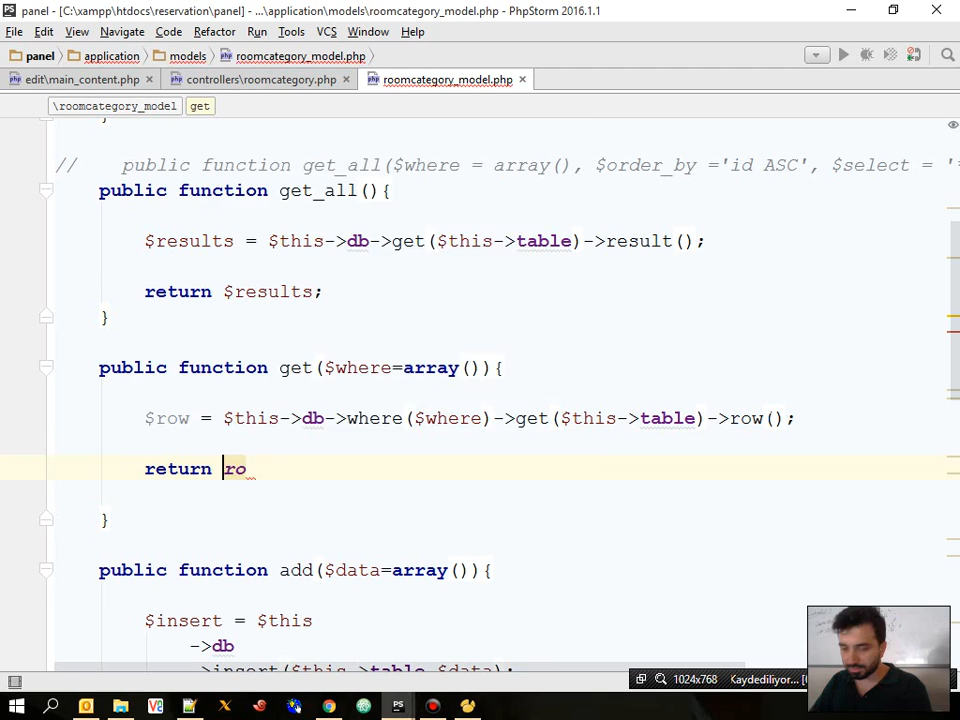 panel - [C:\xampp\htdocs\reservation\panel] - ...\application\models\roomcategory_model.php - PhpStorm 2016.1.1
File Edit View Navigate Code Refactor Run Tools VCS Window Help
panel application models roomcategory_model.php
edit\main_content.php controllers\roomcategory.php roomcategory_model.php
\roomcategory_model get
}
// public function get_all($where = array(), $order_by ='id ASC', $select = '*
public function get_all(){
$results = $this->db->get($this->table)->result();
return $results;
}
public function get($where=array()){
$row = $this->db->where($where)->get($this->table)->row();
return ro
}
public function add($data=array()){
$insert = $this
->db
->insert($this->table,$data);
1024x768 Kaydediliyor...